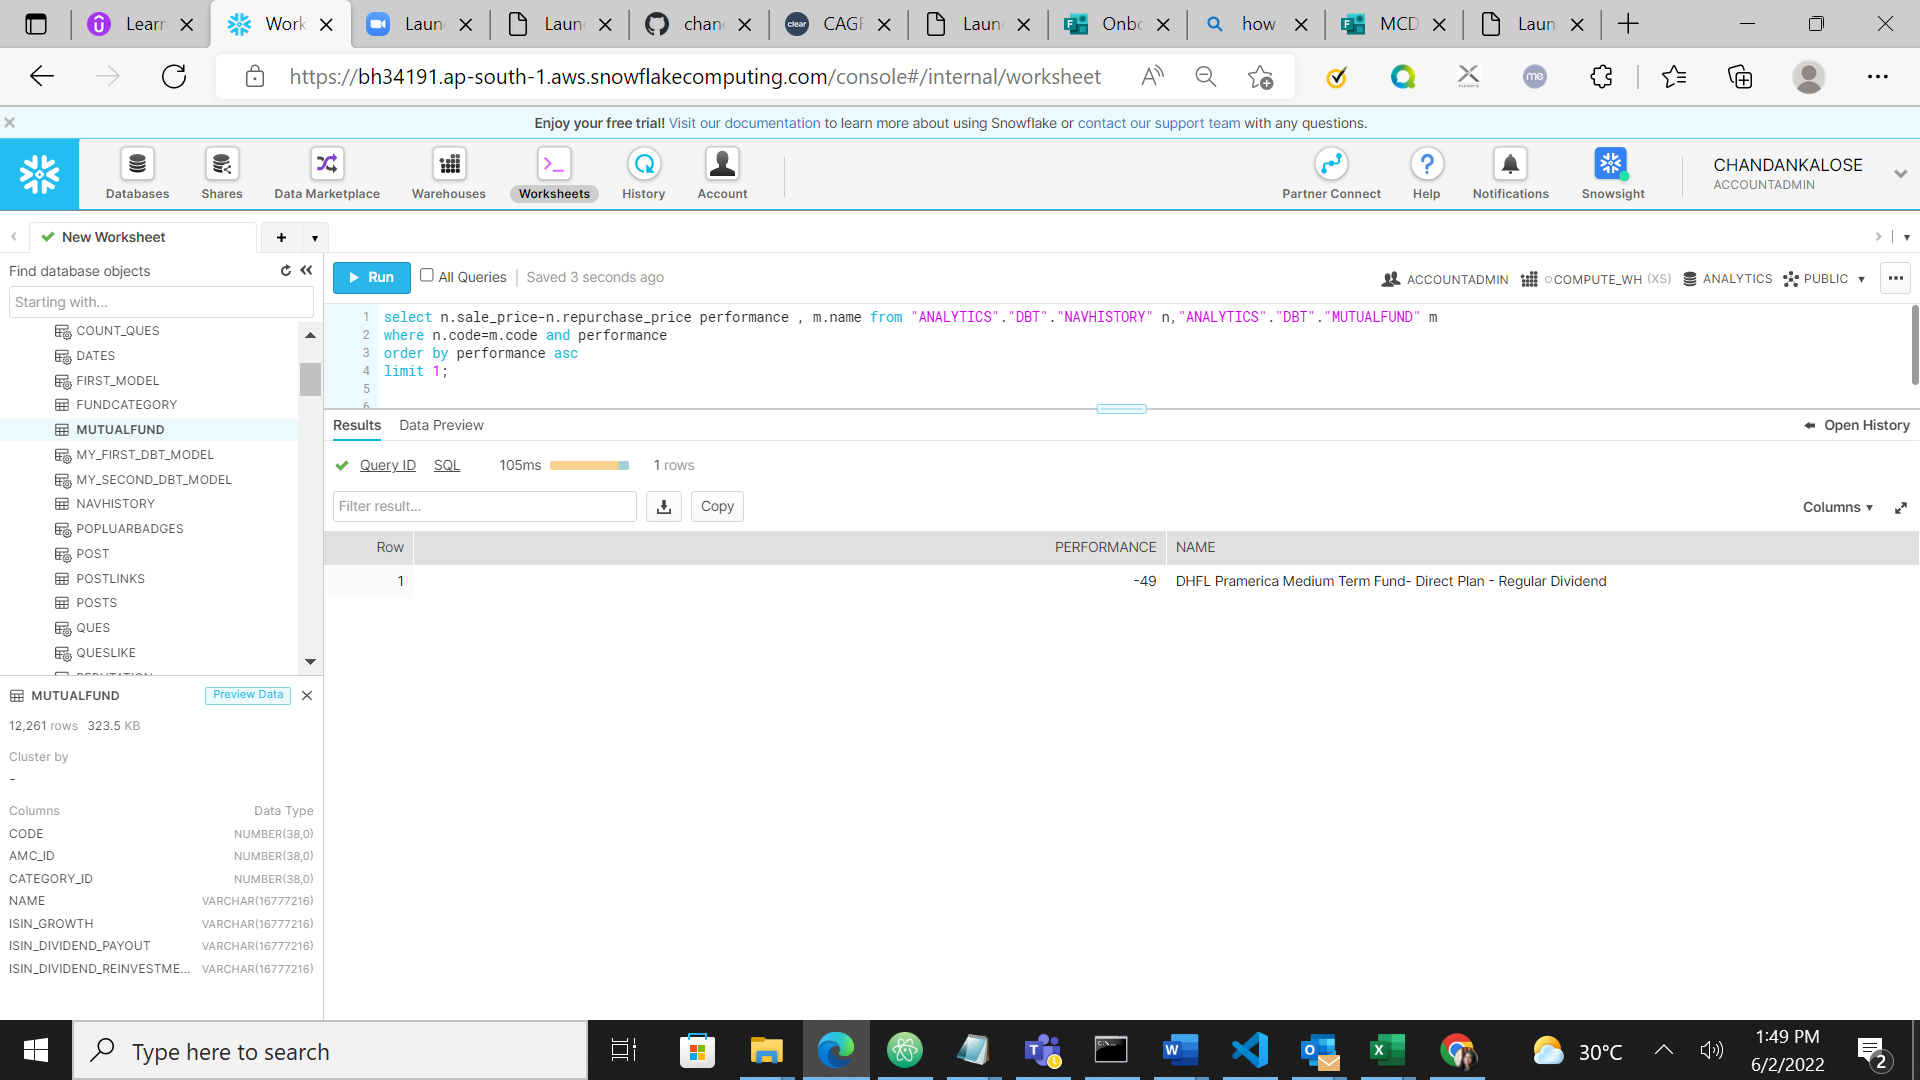 Learn
Work
Laun
Laun
chan
clear
CAGR
Laun
Onbo
how
MCD
Laun
https://bh34191.ap-south-1.aws.snowflakecomputing.com/console#/internal/worksheet
me
Enjoy your free trial! Visit our documentation to learn more about using Snowflake or contact our support team with any questions.
Databases
Shares
Data Marketplace
Warehouses
Worksheets
History
Account
Partner Connect
Help
Notifications
Snowsight
CHANDANKALOSE
ACCOUNTADMIN
New Worksheet
Find database objects
Starting with...
Run
All Queries
Saved 3 seconds ago
ACCOUNTADMIN
COMPUTE_WH (XS)
ANALYTICS
PUBLIC
1 select n.sale_price-n.repurchase_price performance , m.name from "ANALYTICS"."DBT"."NAVHISTORY" n,"ANALYTICS"."DBT"."MUTUALFUND" m
2 where n.code=m.code and performance
3 order by performance asc
4 limit 1;
5
6
COUNT_QUES
DATES
FIRST_MODEL
FUNDCATEGORY
MUTUALFUND
MY_FIRST_DBT_MODEL
MY_SECOND_DBT_MODEL
NAVHISTORY
POPLUARBADGES
POST
POSTLINKS
POSTS
QUES
QUESLIKE
REPUTATION
Results
Data Preview
Open History
Query ID
SQL
105ms
1 rows
Filter result...
Copy
Columns
Row PERFORMANCE NAME
1 -49 DHFL Pramerica Medium Term Fund- Direct Plan - Regular Dividend
MUTUALFUND
Preview Data
12,261 rows 323.5 KB
Cluster by
-
Columns Data Type
CODE NUMBER(38,0)
AMC_ID NUMBER(38,0)
CATEGORY_ID NUMBER(38,0)
NAME VARCHAR(16777216)
ISIN_GROWTH VARCHAR(16777216)
ISIN_DIVIDEND_PAYOUT VARCHAR(16777216)
ISIN_DIVIDEND_REINVESTME... VARCHAR(16777216)
Type here to search
30°C
1:49 PM
6/2/2022
2